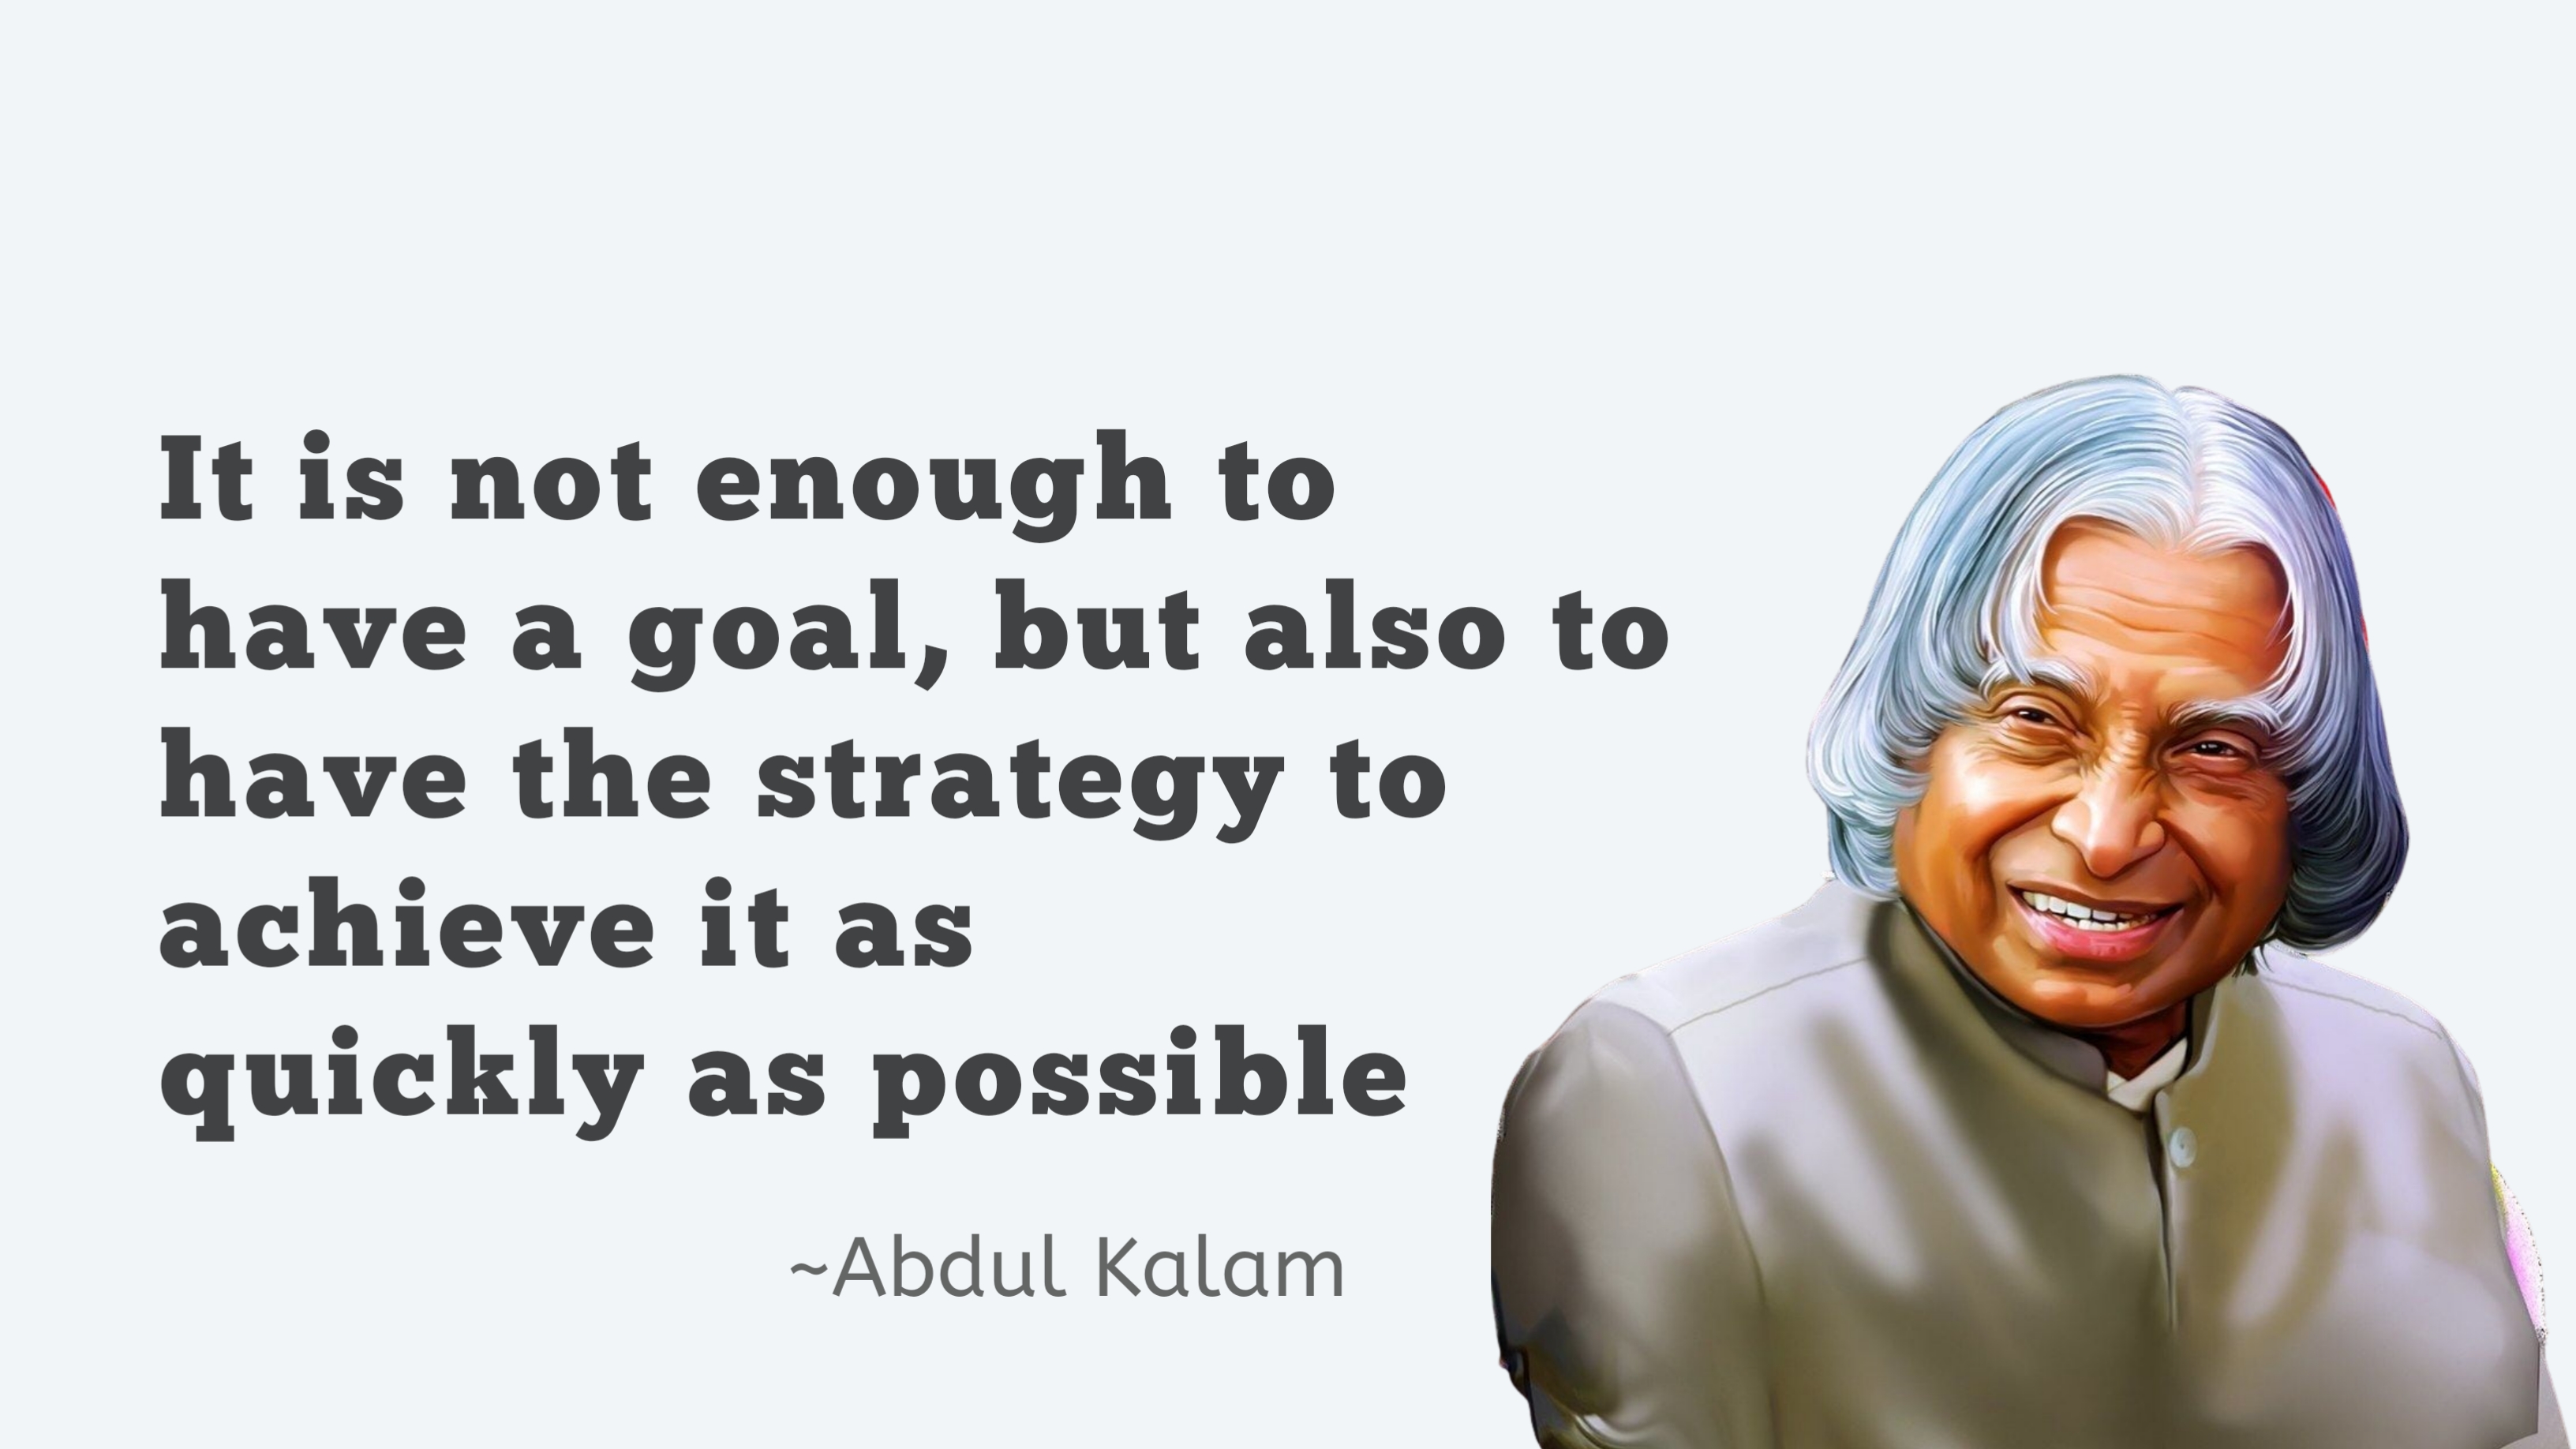 It is not enough to
have a goal, but also to
have the strategy to
achieve it as
quickly as possible
~Abdul Kalam